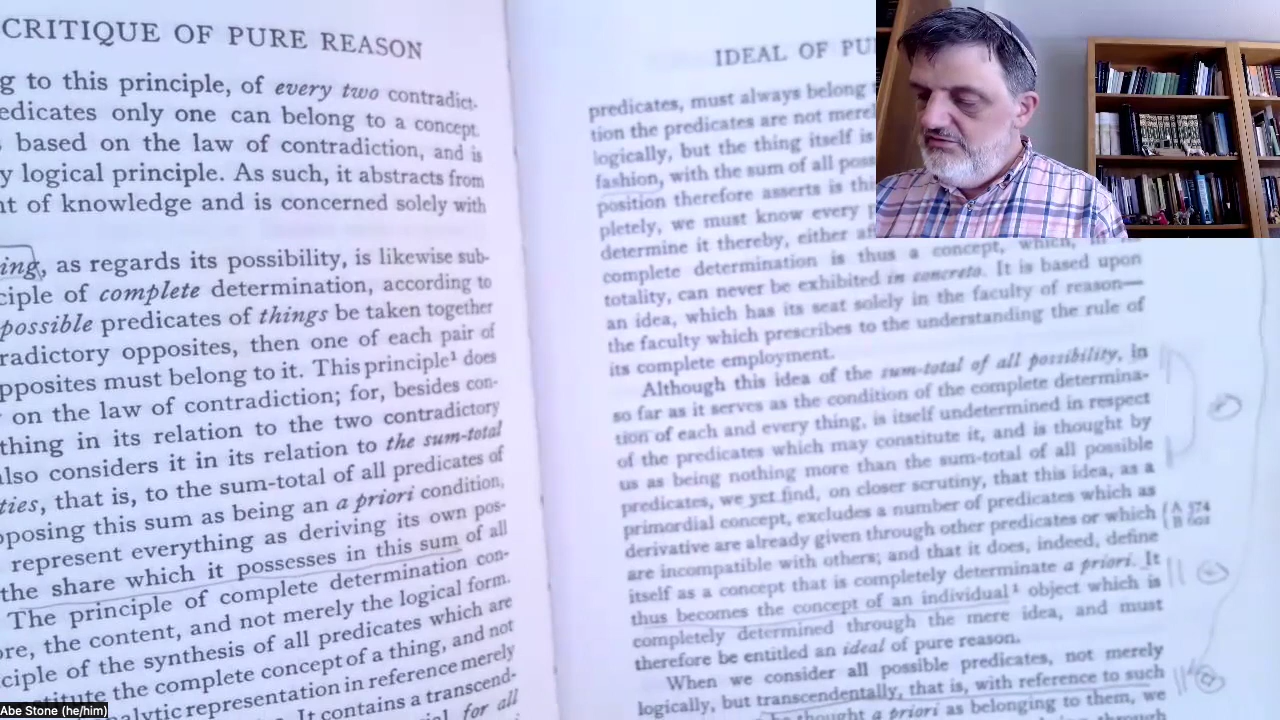 CRITIQUE OF PURE REASON
g to this principle, of every two contradict-
edicates only one can belong to a concept.
based on the law of contradiction, and is
y logical principle. As such, it abstracts from
nt of knowledge and is concerned solely with
ing, as regards its possibility, is likewise sub-
ciple of complete determination, according to
possible predicates of things be taken together
radictory opposites, then one of each pair of
pposites must belong to it. This principle¹ does
on the law of contradiction; for, besides con-
thing in its relation to the two contradictory
also considers it in its relation to the sum-total
ties, that is, to the sum-total of all predicates of
pposing this sum as being an a priori condition,
represent everything as deriving its own pos-
the share which it possesses in this sum of all
The principle of complete determination con-
ore, the content, and not merely the logical form.
ciple of the synthesis of all predicates which are
titute the complete concept of a thing, and not
alytic representation in reference merely
It contains a transcend-
ial, for all
IDEAL OF PU
predicates, must always belong
tion the predicates are not merel
logically, but the thing itself is
fashion, with the sum of all poss
position therefore asserts is thi
pletely, we must know every p
determine it thereby, either af
complete determination is thus a concept, which, in
totality, can never be exhibited in concreto. It is based upon
an idea, which has its seat solely in the faculty of reason—
the faculty which prescribes to the understanding the rule of
its complete employment.
Although this idea of the sum-total of all possibility, in
so far as it serves as the condition of the complete determina-
tion of each and every thing, is itself undetermined in respect
of the predicates which may constitute it, and is thought by
us as being nothing more than the sum-total of all possible
predicates, we yet find, on closer scrutiny, that this idea, as a
primordial concept, excludes a number of predicates which as
derivative are already given through other predicates or which
are incompatible with others; and that it does, indeed, define
itself as a concept that is completely determinate a priori. It
thus becomes the concept of an individual¹ object which is
completely determined through the mere idea, and must
therefore be entitled an ideal of pure reason.
When we consider all possible predicates, not merely
logically, but transcendentally, that is, with reference to such
thought a priori as belonging to them, we
through
A 574
B 602
Abe Stone (he/him)